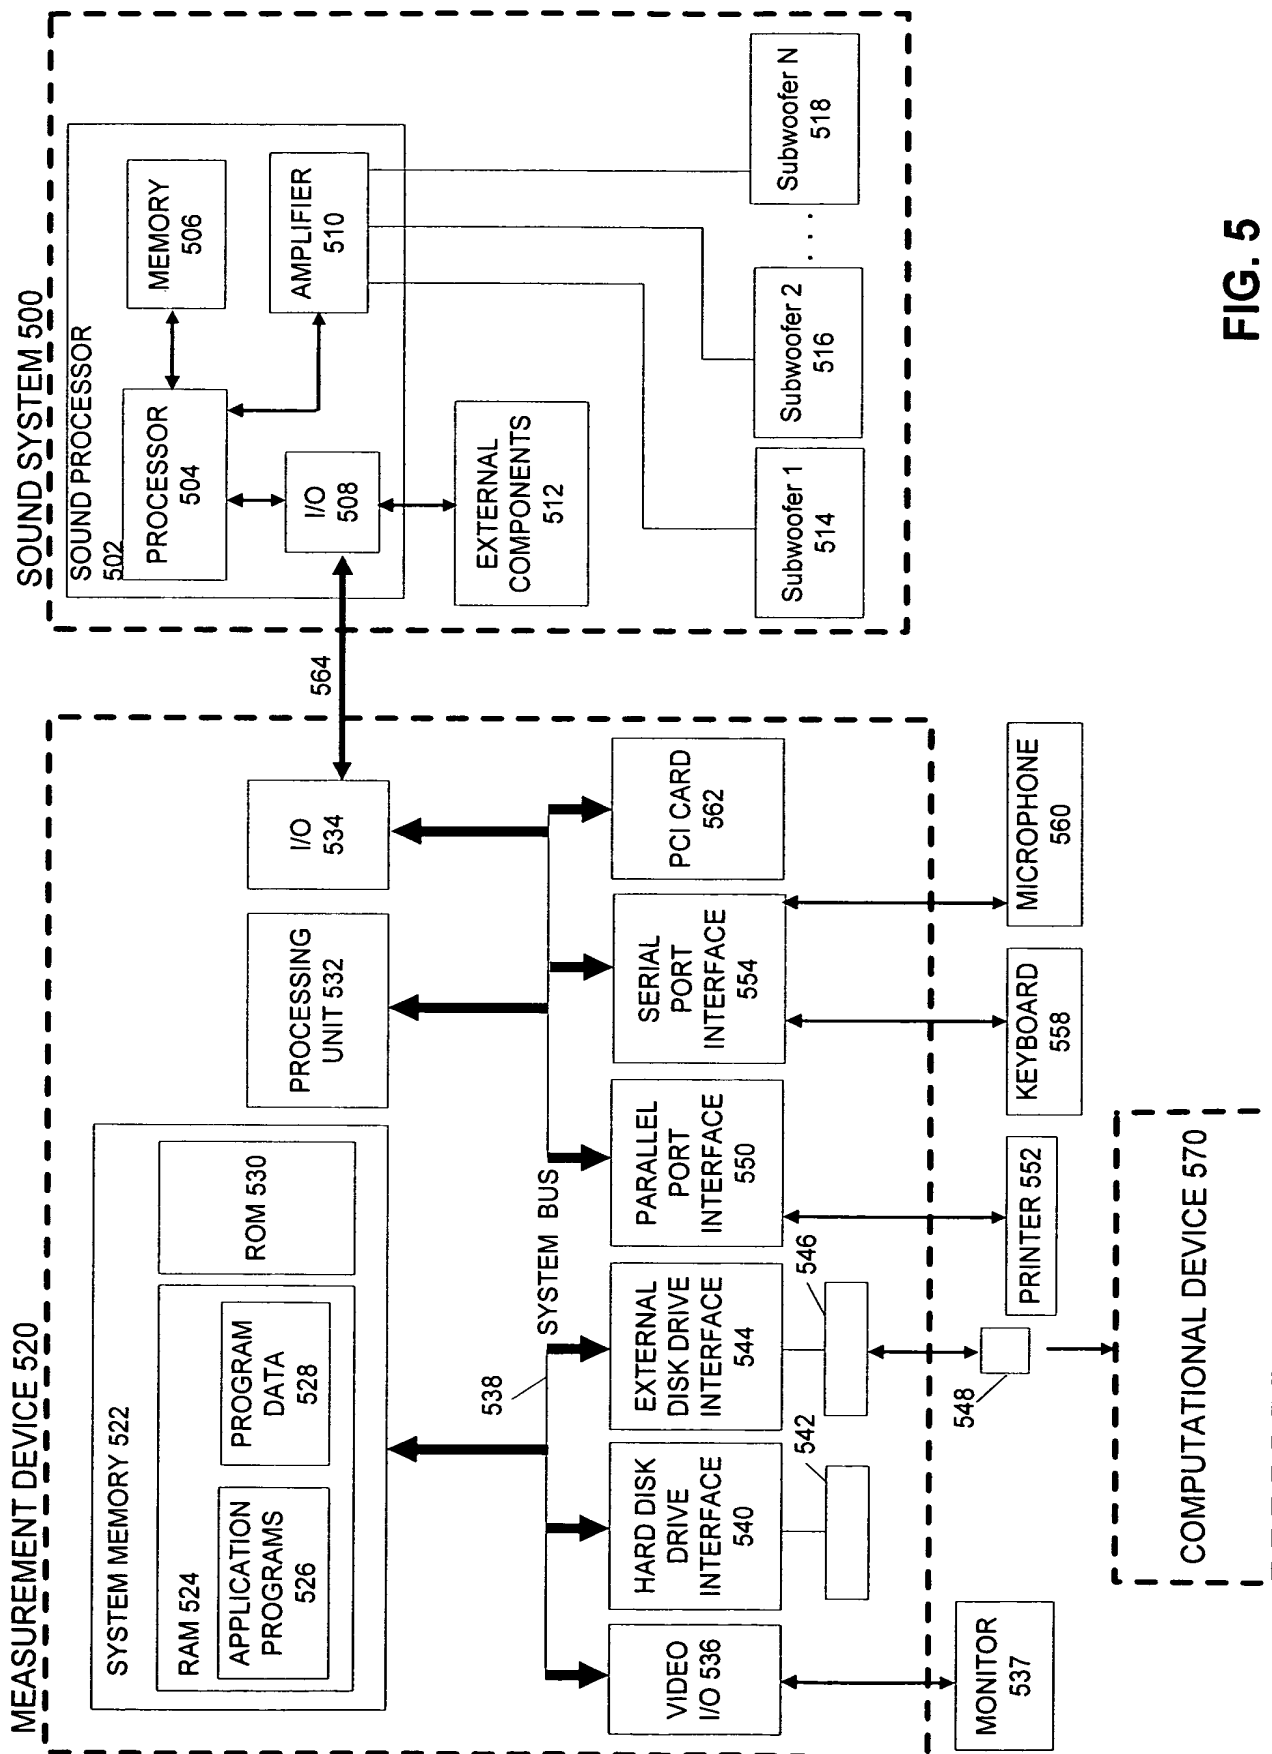 MEASUREMENT DEVICE 520
SYSTEM MEMORY 522
RAM 524
APPLICATION
PROGRAMS
526
PROGRAM
DATA
528
ROM 530
PROCESSING
UNIT 532
I/O
534
564
538
SYSTEM BUS
VIDEO
I/O 536
HARD DISK
DRIVE
INTERFACE
540
EXTERNAL
DISK DRIVE
INTERFACE
544
PARALLEL
PORT
INTERFACE
550
SERIAL
PORT
INTERFACE
554
PCI CARD
562
542
546
548
MONITOR
537
PRINTER 552
KEYBOARD
558
MICROPHONE
560
COMPUTATIONAL DEVICE 570
SOUND SYSTEM 500
SOUND PROCESSOR
502
PROCESSOR
504
MEMORY
506
I/O
508
AMPLIFIER
510
EXTERNAL
COMPONENTS
512
Subwoofer 1
514
Subwoofer 2
516
. . . .
Subwoofer N
518
FIG. 5